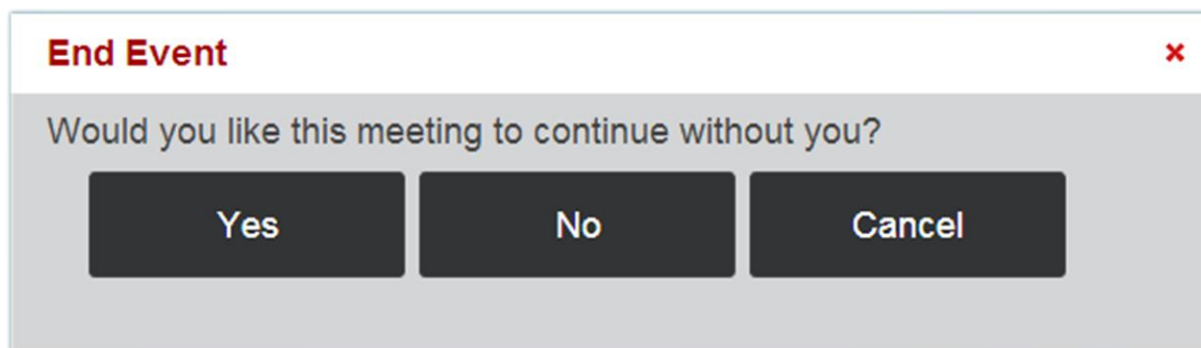 End Event
Would you like this meeting to continue without you?
Yes No Cancel